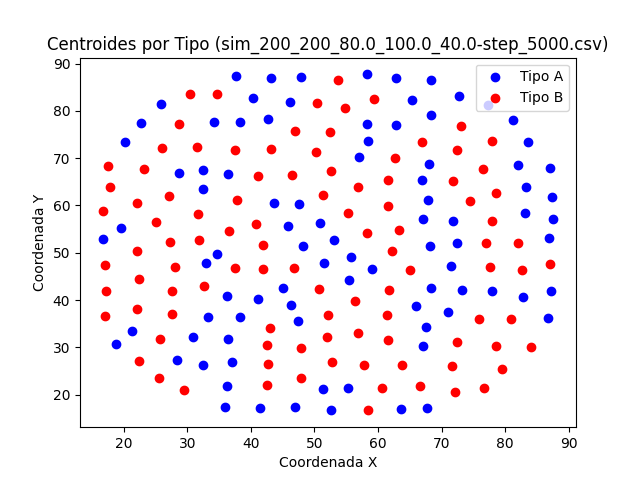 Centroides por Tipo (sim_200_200_80.0_100.0_40.0-step_5000.csv)
Tipo A
Tipo B
90
80
70
60
50
40
30
20
Coordenada Y
20 30 40 50 60 70 80 90
Coordenada X